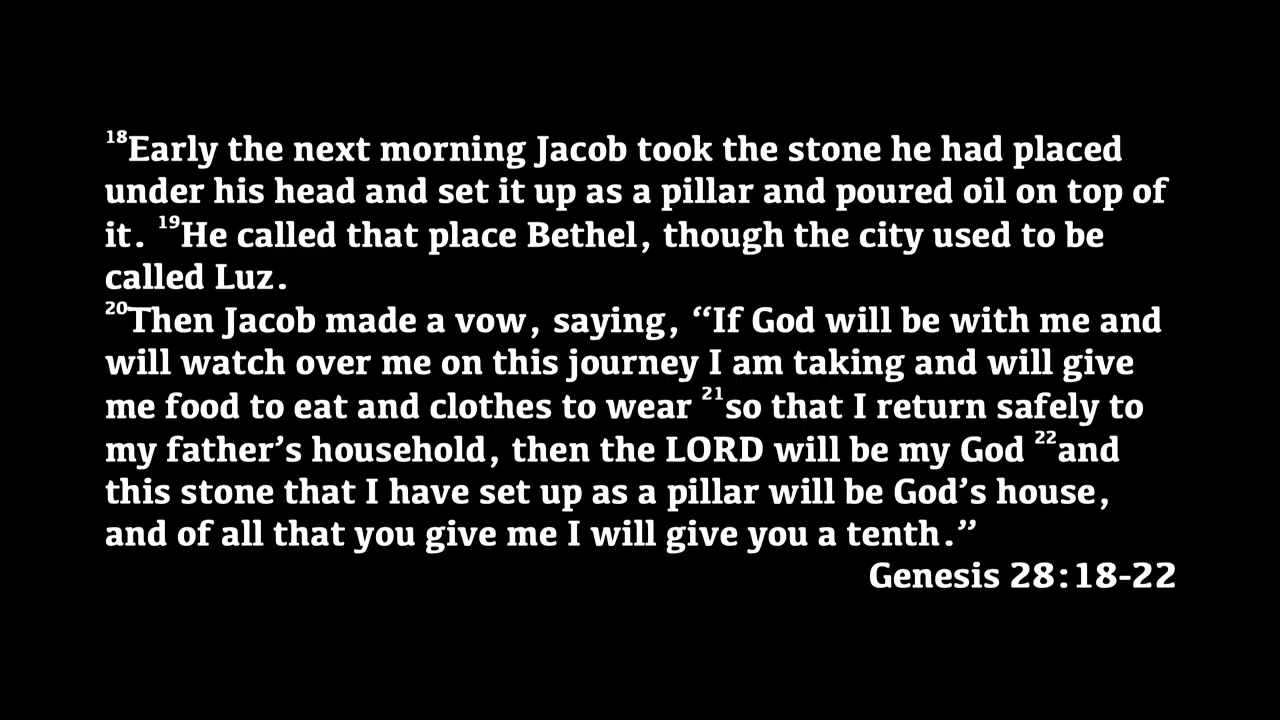 ¹⁸Early the next morning Jacob took the stone he had placed
under his head and set it up as a pillar and poured oil on top of
it. ¹⁹He called that place Bethel, though the city used to be
called Luz.
²⁰Then Jacob made a vow, saying, “If God will be with me and
will watch over me on this journey I am taking and will give
me food to eat and clothes to wear ²¹so that I return safely to
my father’s household, then the LORD will be my God ²²and
this stone that I have set up as a pillar will be God’s house,
and of all that you give me I will give you a tenth.”
Genesis 28:18-22